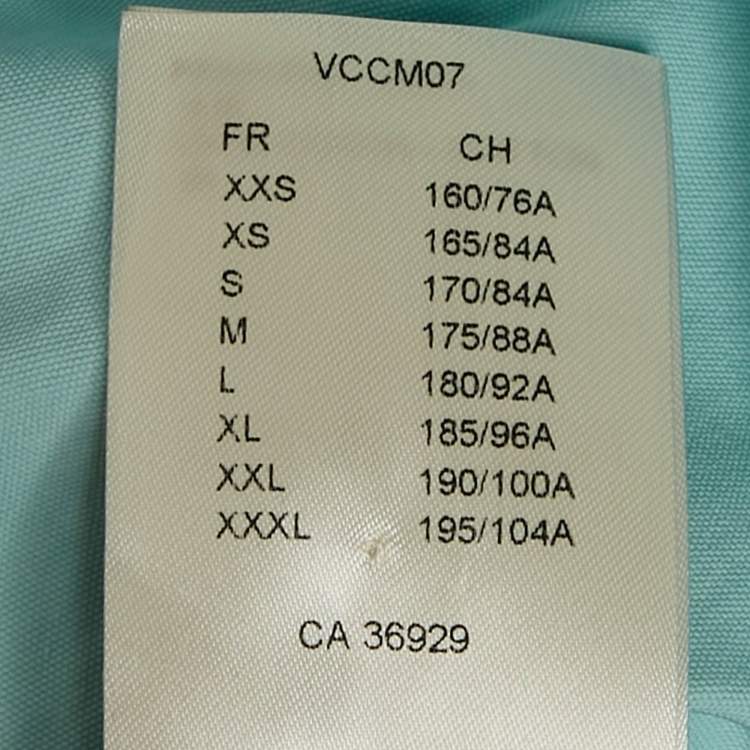 VCCM07
FR CH
XXS 160/76A
XS 165/84A
S 170/84A
M 175/88A
L 180/92A
XL 185/96A
XXL 190/100A
XXXL 195/104A
CA 36929